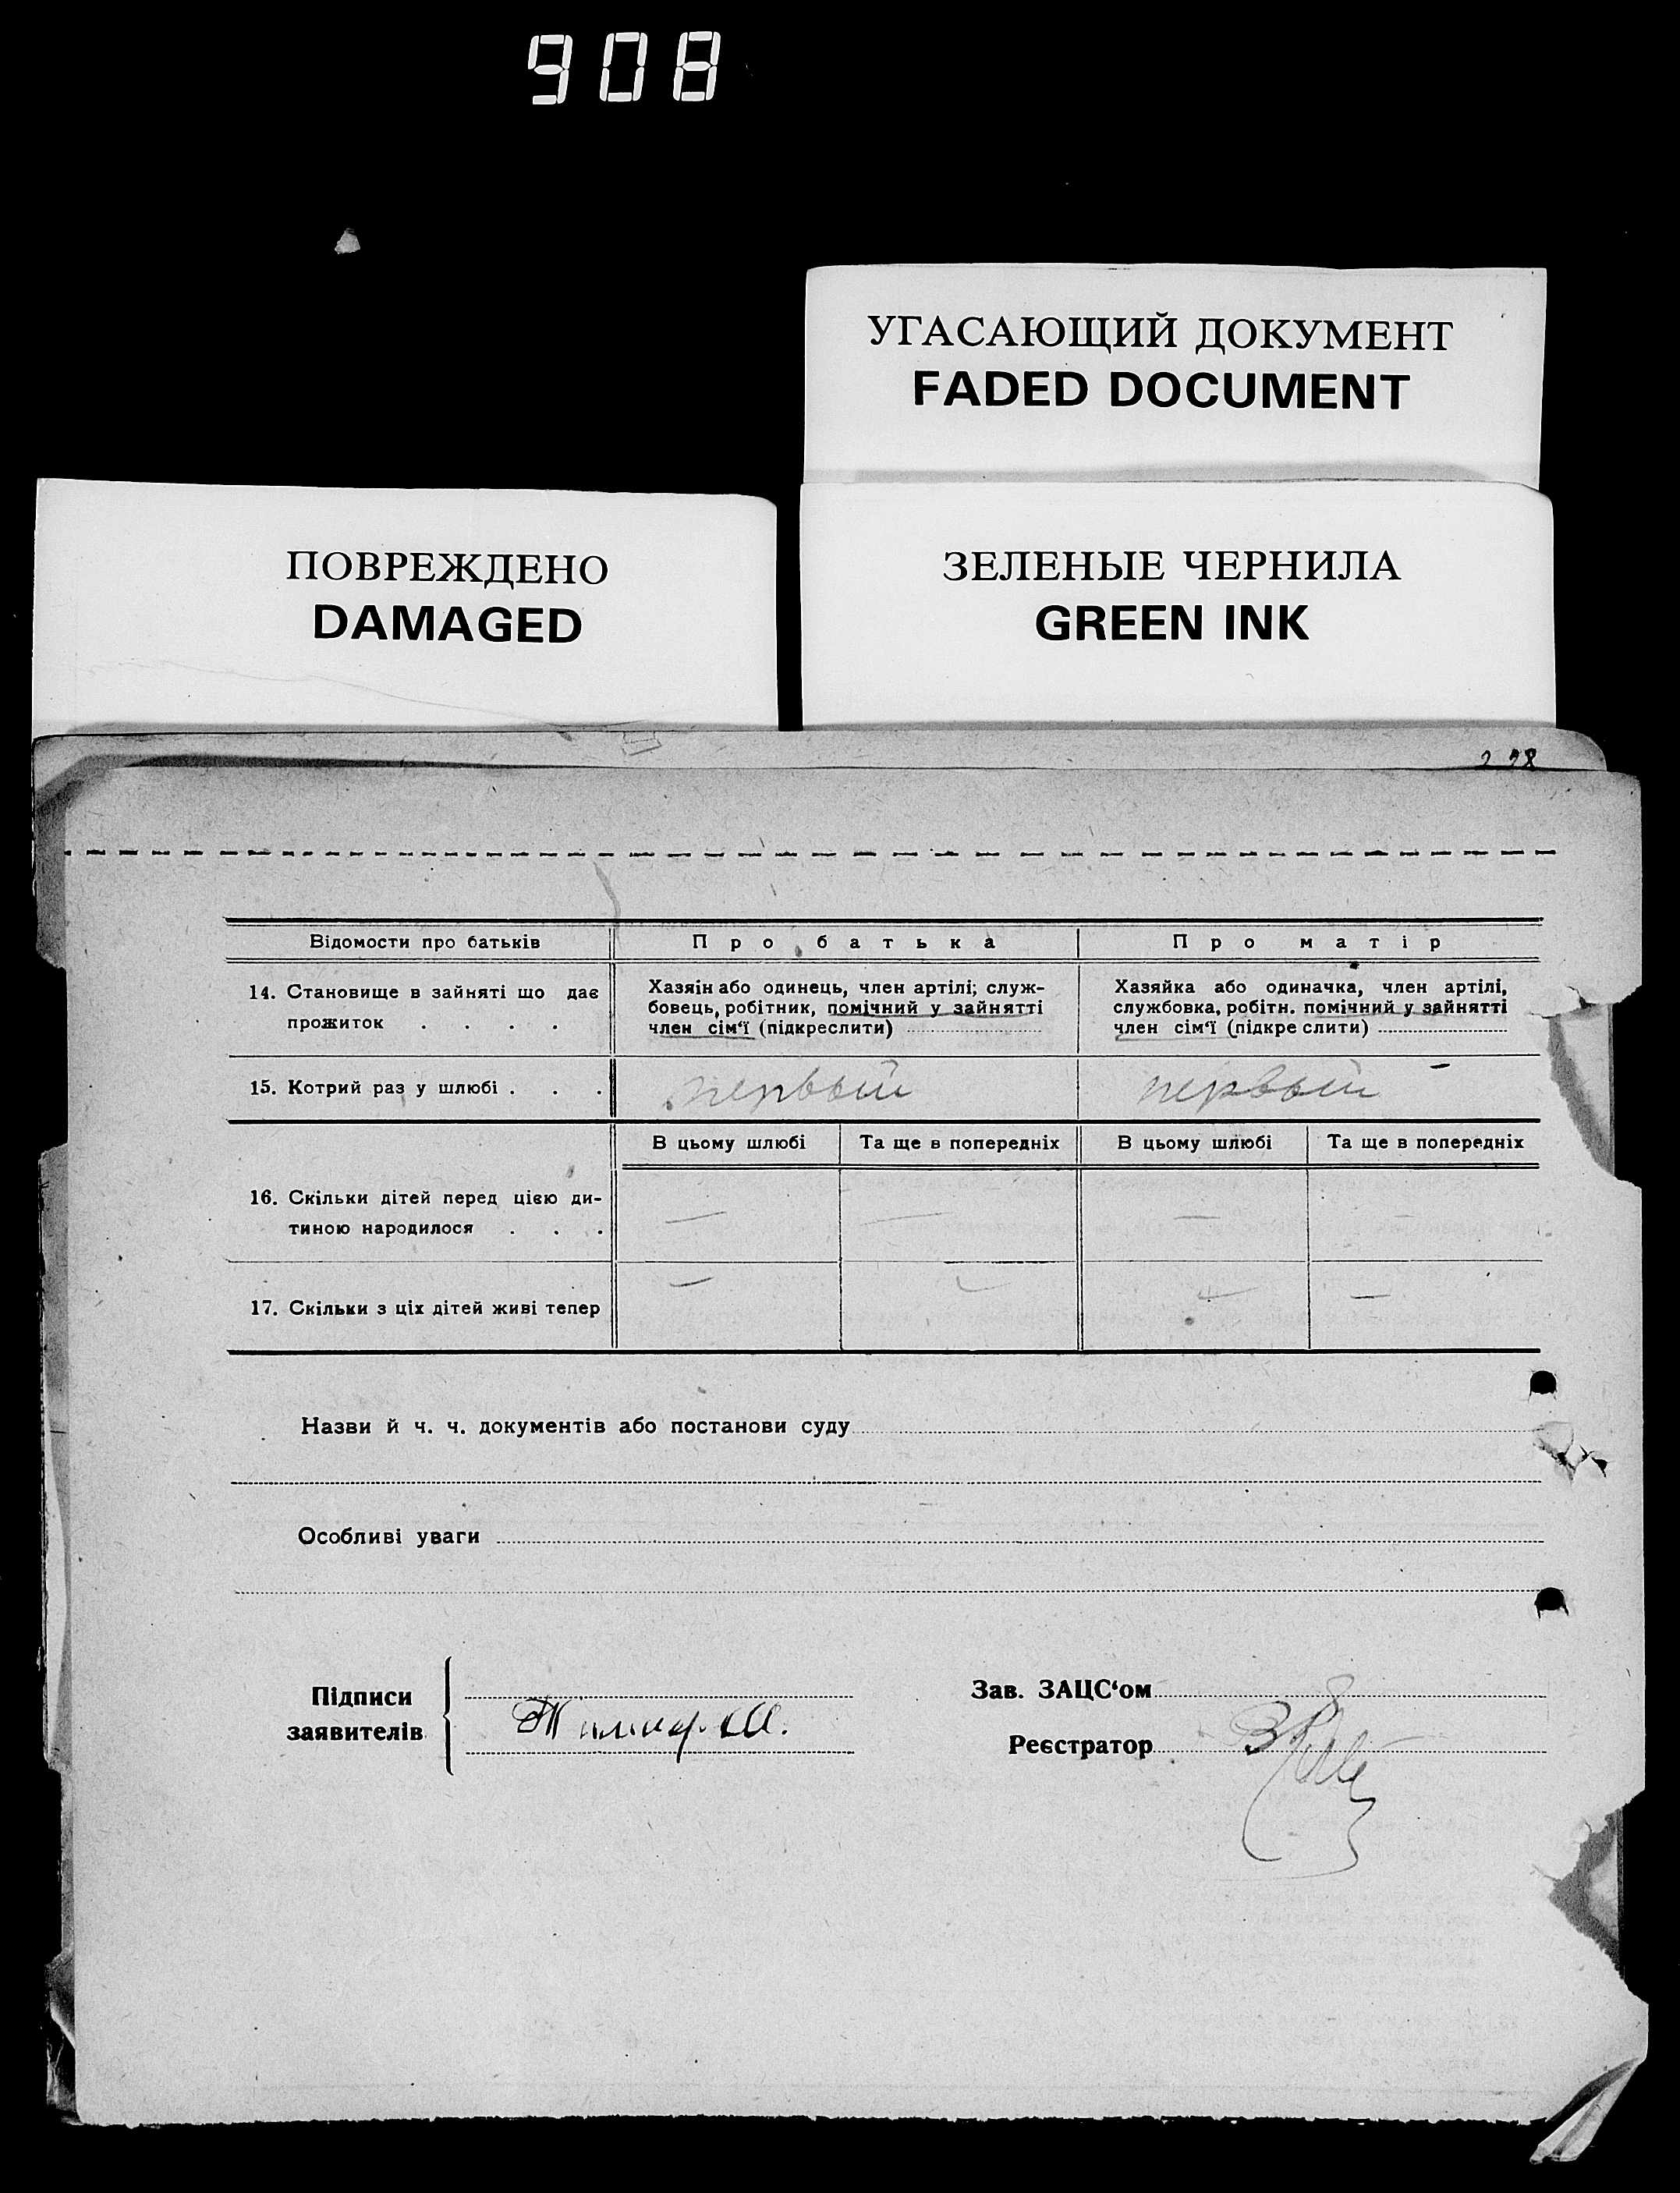 908
УГАСАЮЩИЙ ДОКУМЕНТ
FADED DOCUMENT
ПОВРЕЖДЕНО
DAMAGED
ЗЕЛЕНЫЕ ЧЕРНИЛА
GREEN INK
Відомости про батьків
Про батька
Про матір
14. Становище в зайняті що дає
прожиток . . . .
Хазяін або одинець, член артілі; служ-
бовець, робітник, помічний у зайнятті
член сім‘ї (підкреслити)
Хазяйка або одиначка, член артілі,
службовка, робітн. помічний у зайнятті
член сім‘ї (підкреслити)
15. Котрий раз у шлюбі . . .
первый
первый
В цьому шлюбі
Та ще в попередніх
В цьому шлюбі
Та ще в попередніх
16. Скільки дітей перед цією ди-
тиною народилося . . .
— — — —
17. Скільки з ціх дітей живі тепер
— — — —
Назви й ч. ч. документів або постанови суду
Особливі уваги
Підписи
заявителів
Зав. ЗАЦС‘ом
Реєстратор